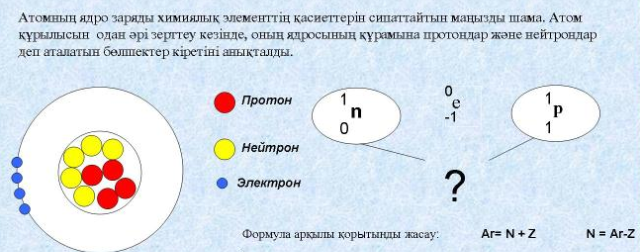 Атомның ядро заряды химиялық элементтің қасиеттерін сипаттайтын маңызды шама. Атом
құрылысын одан әрі зерттеу кезінде, оның ядросының құрамына протондар және нейтрондар
деп аталатын бөлшектер кіретіні анықталды.
Протон
Нейтрон
Электрон
1
n
0
0
e
-1
1
p
1
?
Формула арқылы қорытынды жасау: Ar= N + Z N = Ar-Z